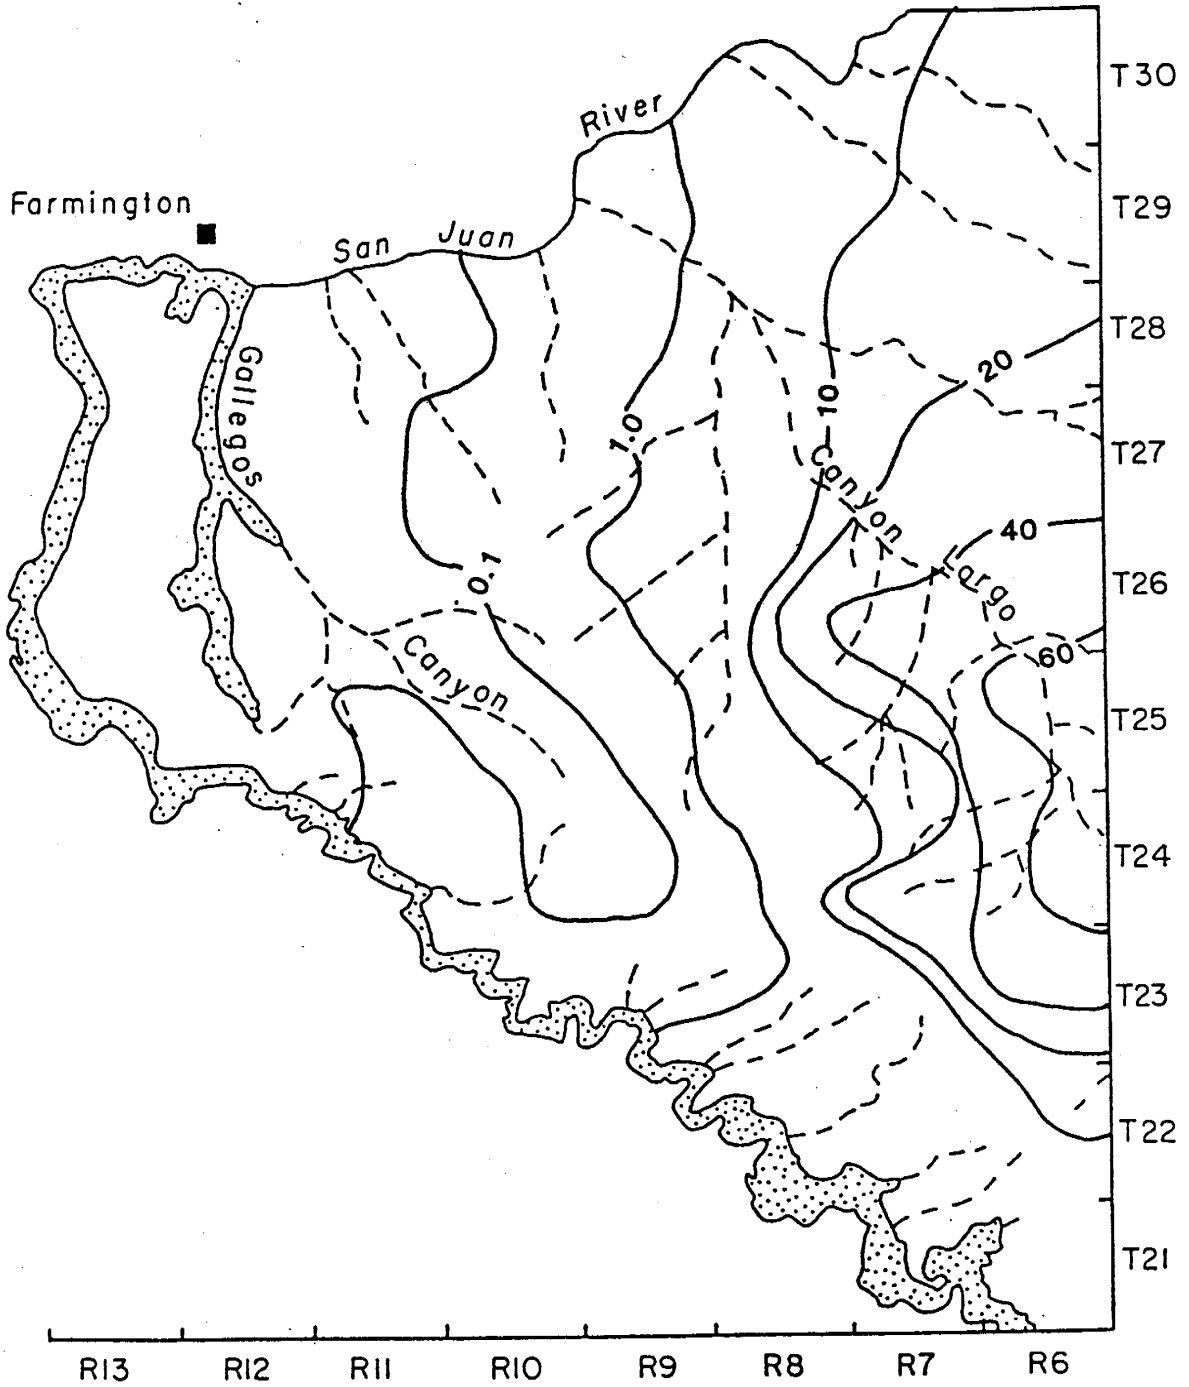 T30
River
Farmington
T29
San Juan
T28
20
Gallegos
10
1.0
T27
Canyon
40
Largo
0.1
T26
Canyon
60
T25
T24
T23
T22
T21
R13 R12 R11 R10 R9 R8 R7 R6